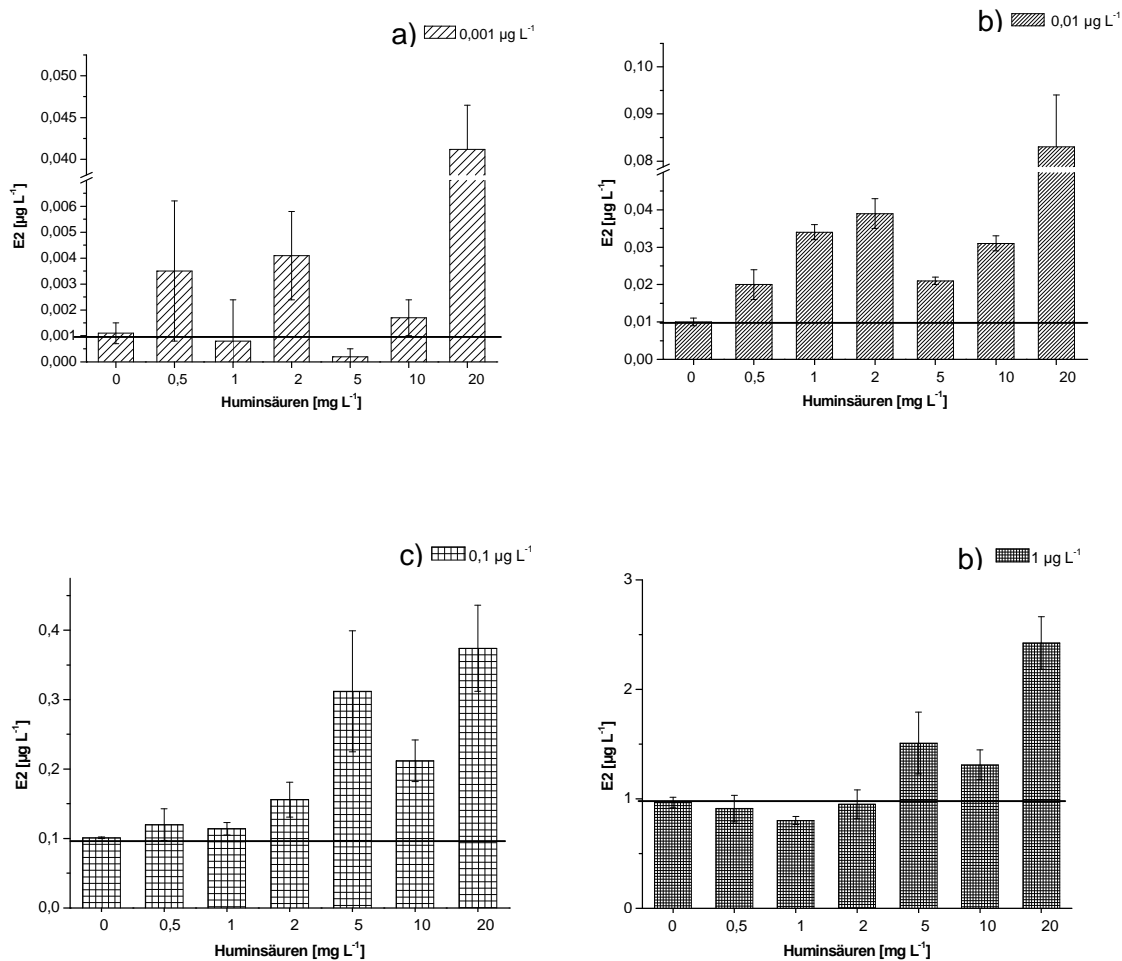 a) 0,001 µg L⁻¹
0,050
0,045
0,040
0,006
0,005
0,004
0,003
0,002
0,001
0,000
E2 [µg L⁻¹]
0 0,5 1 2 5 10 20
Huminsäuren [mg L⁻¹]
b) 0,01 µg L⁻¹
0,10
0,09
0,08
0,04
0,03
0,02
0,01
0,00
E2 [µg L⁻¹]
0 0,5 1 2 5 10 20
Huminsäuren [mg L⁻¹]
c) 0,1 µg L⁻¹
0,4
0,3
0,2
0,1
0,0
E2 [µg L⁻¹]
0 0,5 1 2 5 10 20
Huminsäuren [mg L⁻¹]
b) 1 µg L⁻¹
3
2
1
0
E2 [µg L⁻¹]
0 0,5 1 2 5 10 20
Huminsäuren [mg L⁻¹]